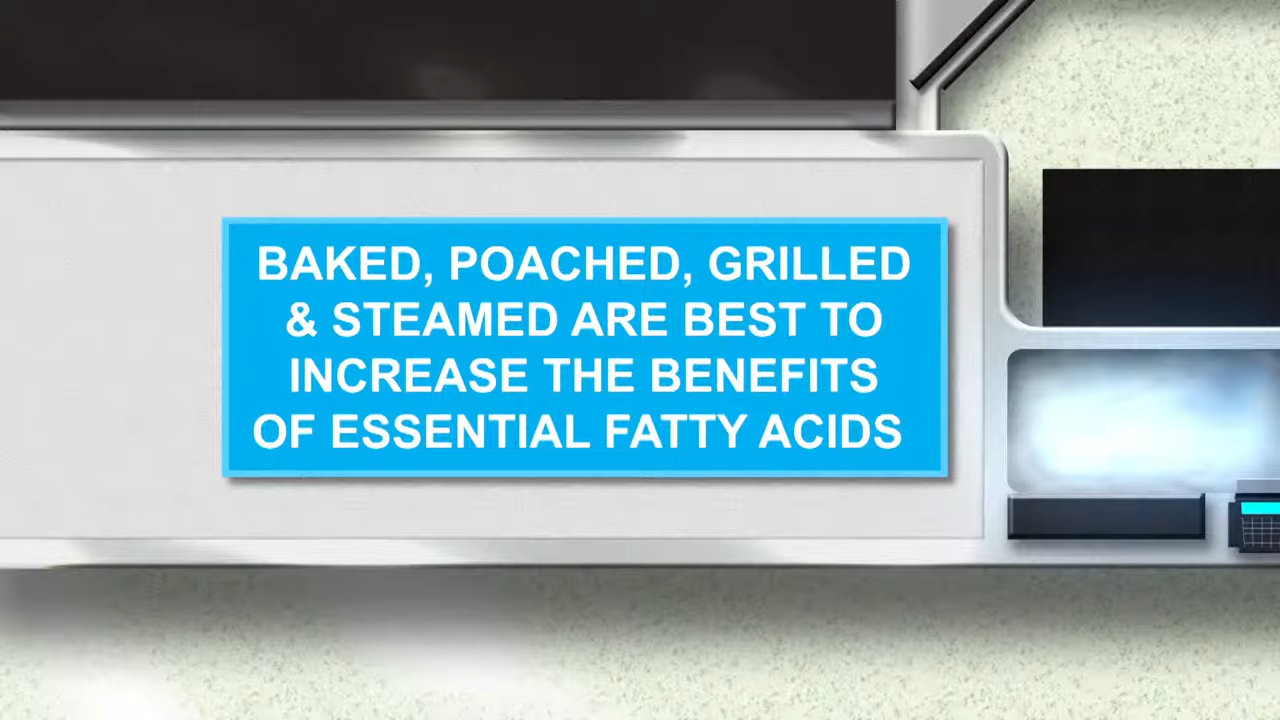 BAKED, POACHED, GRILLED
& STEAMED ARE BEST TO
INCREASE THE BENEFITS
OF ESSENTIAL FATTY ACIDS